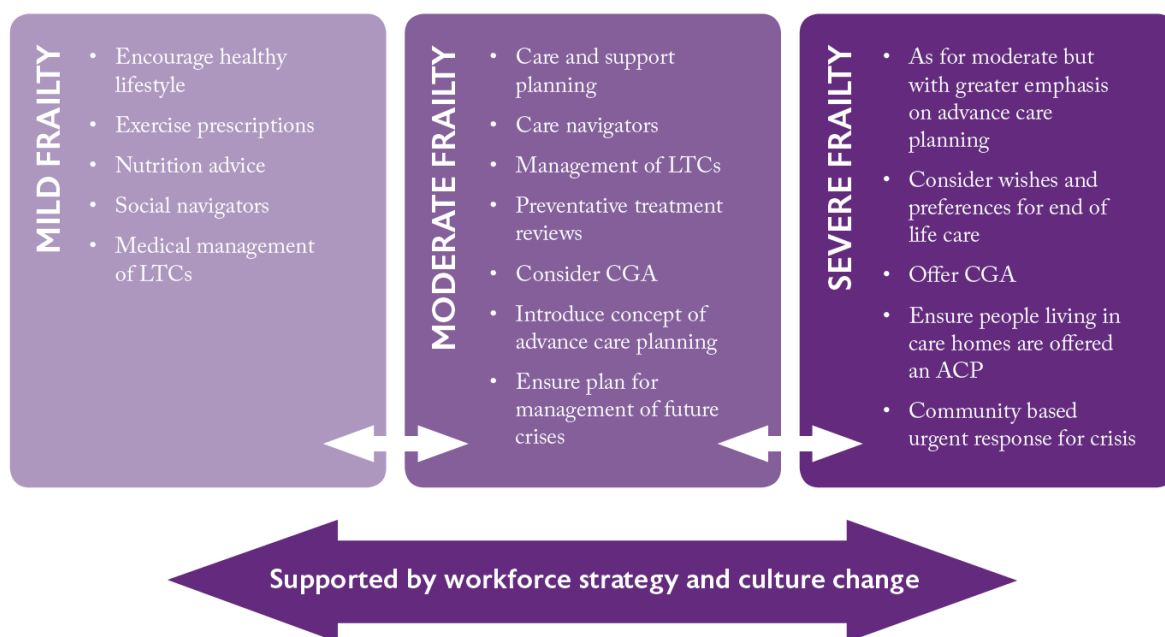 MILD FRAILTY
• Encourage healthy
lifestyle
• Exercise prescriptions
• Nutrition advice
• Social navigators
• Medical management
of LTCs
MODERATE FRAILTY
• Care and support
planning
• Care navigators
• Management of LTCs
• Preventative treatment
reviews
• Consider CGA
• Introduce concept of
advance care planning
• Ensure plan for
management of future
crises
SEVERE FRAILTY
• As for moderate but
with greater emphasis
on advance care
planning
• Consider wishes and
preferences for end of
life care
• Offer CGA
• Ensure people living in
care homes are offered
an ACP
• Community based
urgent response for crisis
Supported by workforce strategy and culture change